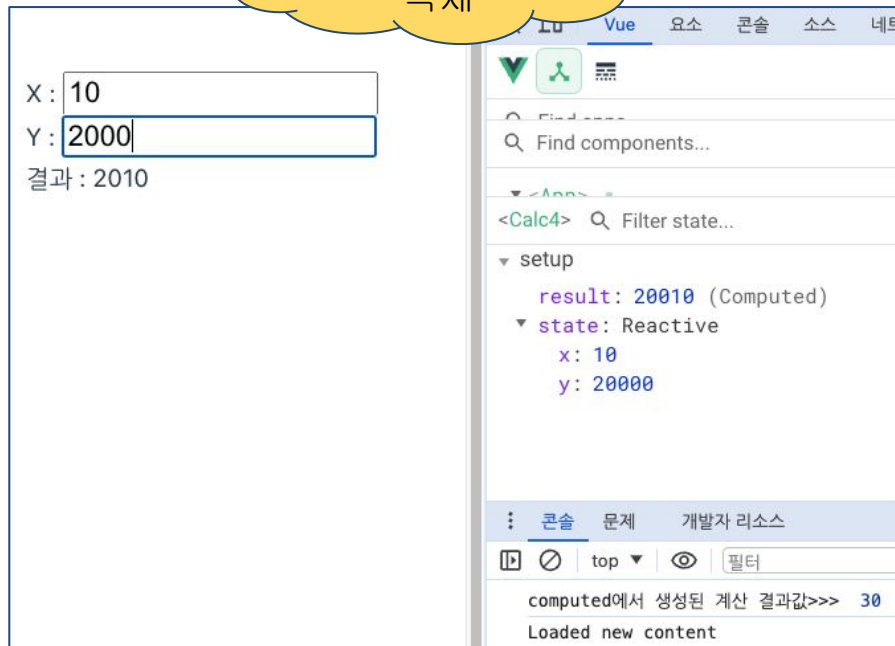 X : 10
Y : 2000
결과 : 2010
Vue 요소 콘솔 소스
Find components...
<App>
<Calc4> Filter state...
setup
result: 20010 (Computed)
state: Reactive
x: 10
y: 20000
콘솔 문제 개발자 리소스
top 필터
computed에서 생성된 계산 결과값>>> 30
Loaded new content